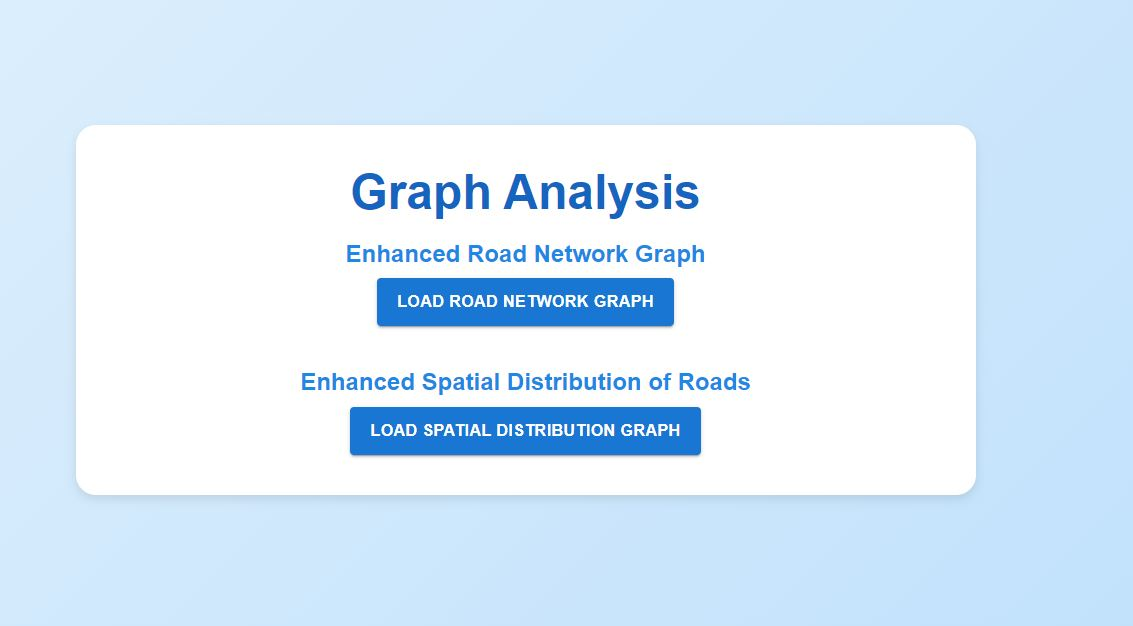 Graph Analysis
Enhanced Road Network Graph
LOAD ROAD NETWORK GRAPH
Enhanced Spatial Distribution of Roads
LOAD SPATIAL DISTRIBUTION GRAPH